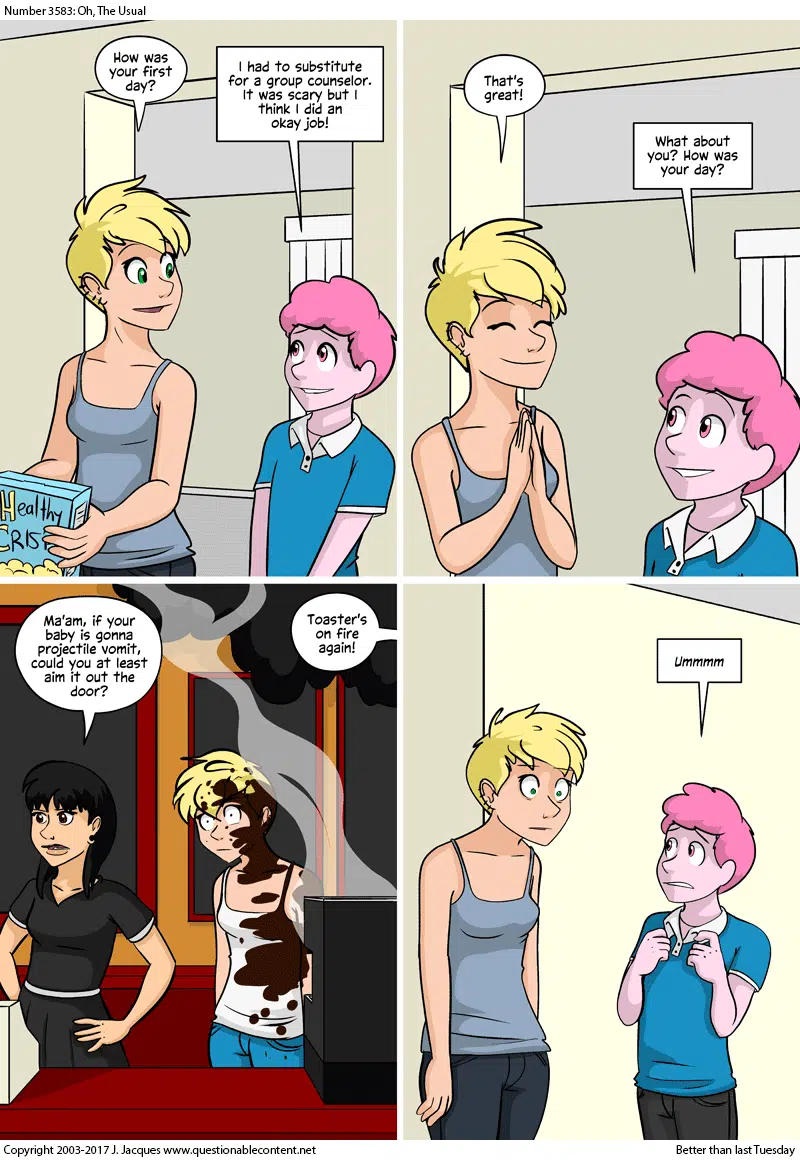 Number 3583: Oh, The Usual
How was
your first
day?
I had to substitute
for a group counselor.
It was scary but I
think I did an
okay job!
Healthy
CRIS
That's
great!
What about
you? How was
your day?
Ma'am, if your
baby is gonna
projectile vomit,
could you at least
aim it out the
door?
Toaster's
on fire
again!
Ummmm
Copyright 2003-2017 J. Jacques www.questionablecontent.net
Better than last Tuesday